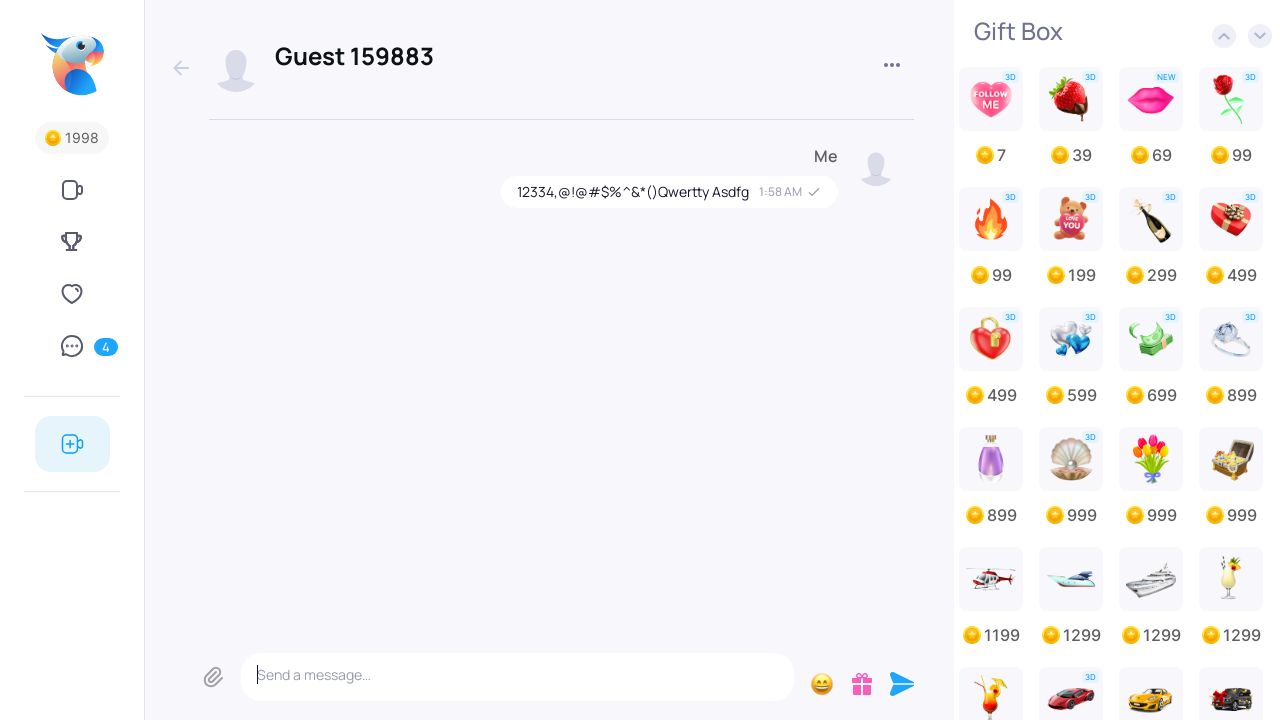 1998
4
Guest 159883
Me
12334,@!@#$%^&*()Qwertty Asdfg 1:58 AM
Send a message...
Gift Box
3D 3D NEW 3D
FOLLOW ME
7 39 69 99
3D 3D 3D 3D
LOVE YOU
99 199 299 499
3D 3D 3D 3D
499 599 699 899
3D
899 999 999 999
1199 1299 1299 1299
3D